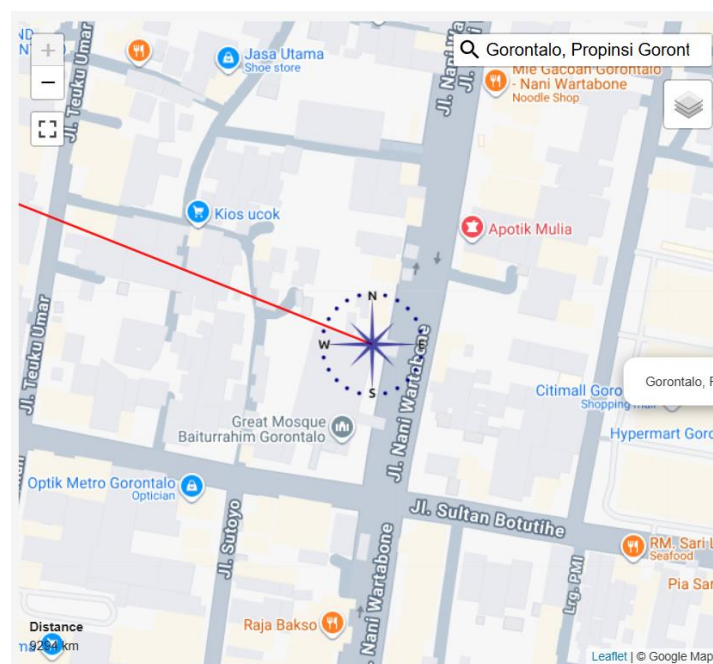 Jl. Teuku Umar
Jasa Utama
Shoe store
Gorontalo, Propinsi Goront
Mie Gacoan Gorontalo
- Nani Wartabone
Noodle Shop
Kios ucok
Apotik Mulia
N
W
E
S
Jl. Teuku Umar
Jl. Nani Wartabone
Gorontalo,
Citimall Goro
Shopping mall
Great Mosque
Baiturrahim Gorontalo
Hypermart Goro
Optik Metro Gorontalo
Optician
Jl. Sultan Botutihe
Jl. Sutoyo
RM. Sari
Seafood
Nani Wartabone
Lrg. PMI
Pia Sar
Raja Bakso
Distance
9294 km
Leaflet | © Google Map